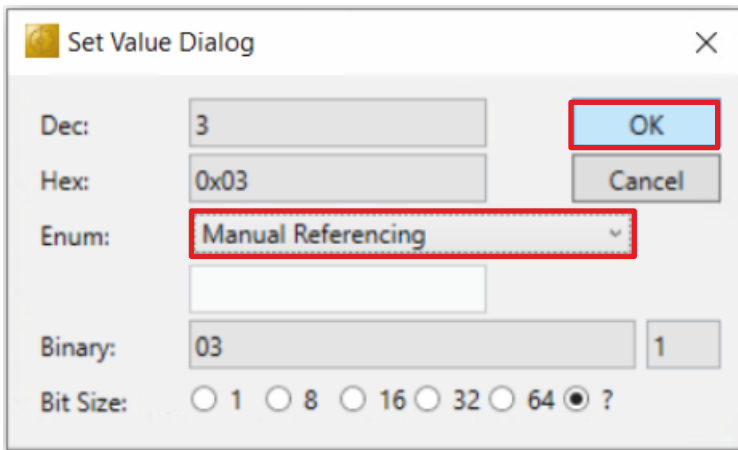 Set Value Dialog
Dec: 3 OK
Hex: 0x03 Cancel
Enum: Manual Referencing
Binary: 03 1
Bit Size: 1 8 16 32 64 ?